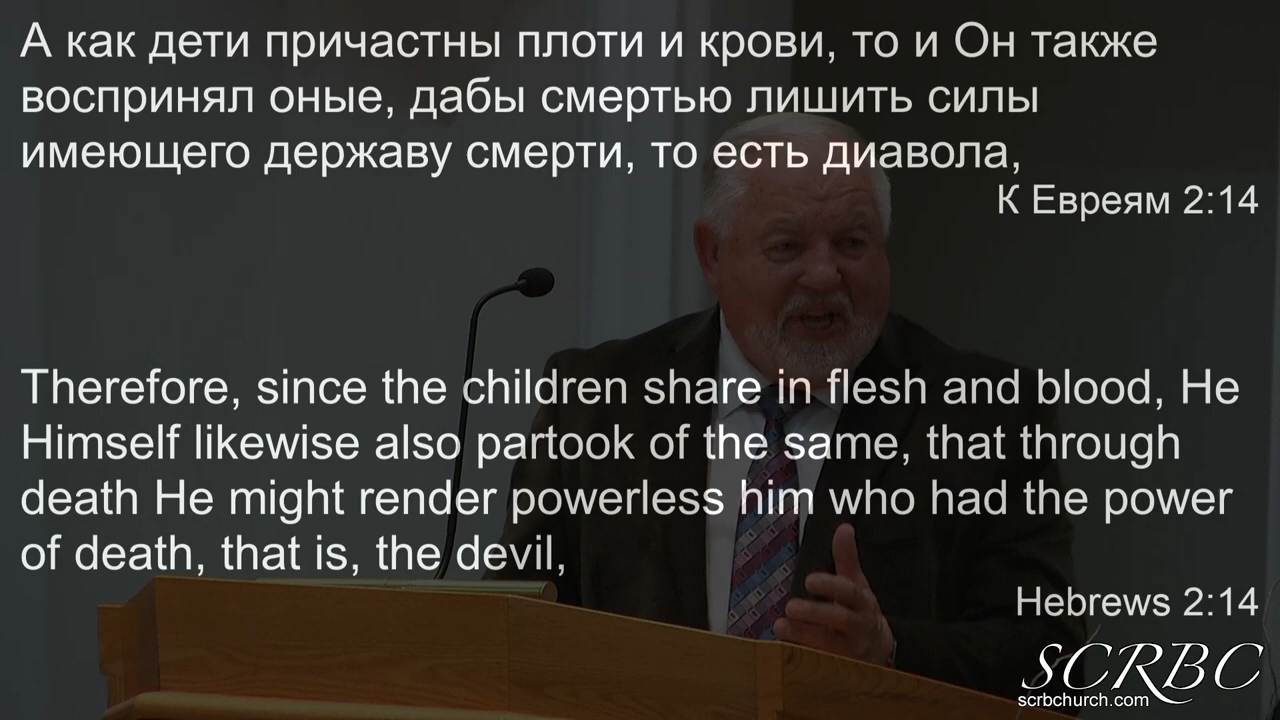 А как дети причастны плоти и крови, то и Он также
воспринял оные, дабы смертью лишить силы
имеющего державу смерти, то есть диавола,
К Евреям 2:14
Therefore, since the children share in flesh and blood, He
Himself likewise also partook of the same, that through
death He might render powerless him who had the power
of death, that is, the devil,
Hebrews 2:14
SCRBC
scrbchurch.com